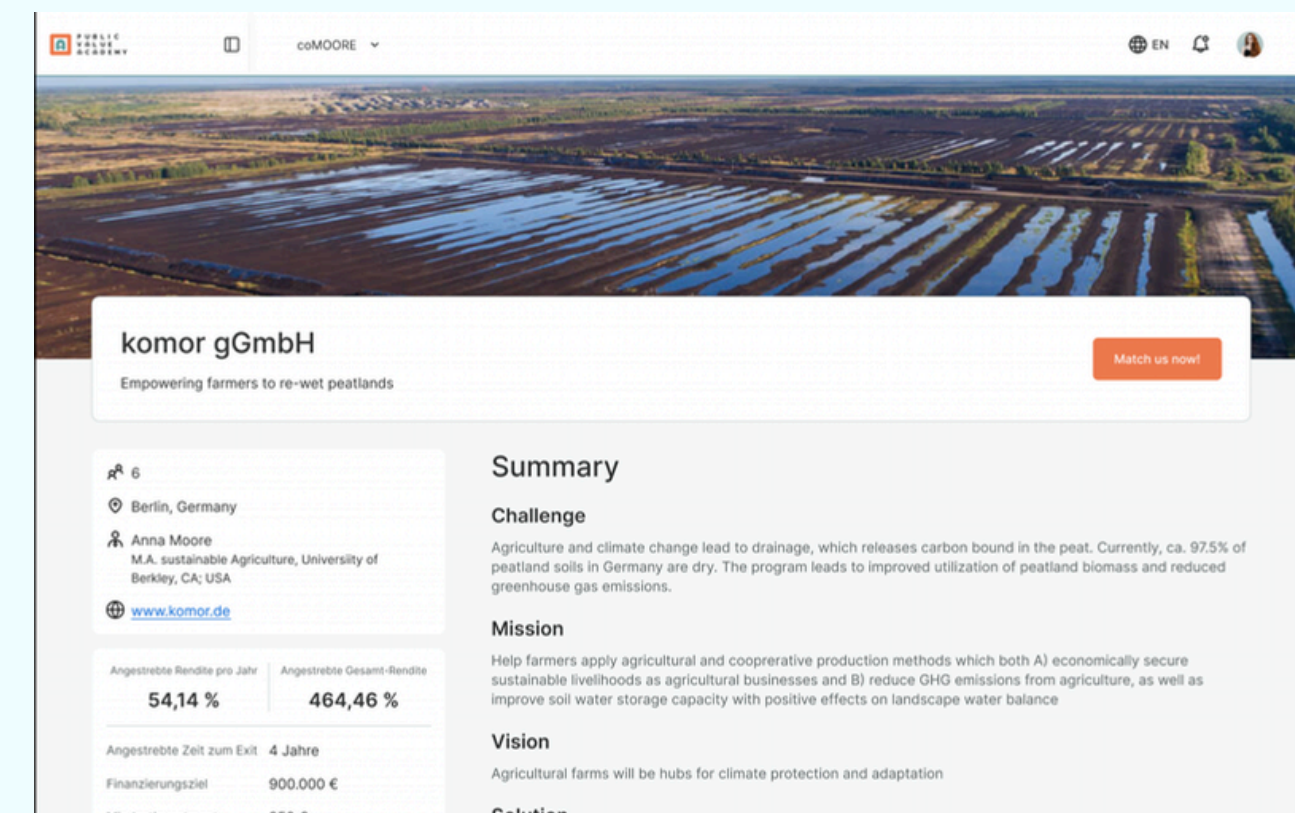 PUBLIC
VALUE
ACADEMY
coMOORE
EN
komor gGmbH
Empowering farmers to re-wet peatlands
Match us now!
6
Berlin, Germany
Anna Moore
M.A. sustainable Agriculture, Universiity of
Berkley, CA; USA
www.komor.de
Angestrebte Rendite pro Jahr
54,14 %
Angestrebte Gesamt-Rendite
464,46 %
Angestrebte Zeit zum Exit 4 Jahre
Finanzierungsziel 900.000 €
Summary
Challenge
Agriculture and climate change lead to drainage, which releases carbon bound in the peat. Currently, ca. 97.5% of
peatland soils in Germany are dry. The program leads to improved utilization of peatland biomass and reduced
greenhouse gas emissions.
Mission
Help farmers apply agricultural and cooprerative production methods which both A) economically secure
sustainable livelihoods as agricultural businesses and B) reduce GHG emissions from agriculture, as well as
improve soil water storage capacity with positive effects on landscape water balance
Vision
Agricultural farms will be hubs for climate protection and adaptation
Solution